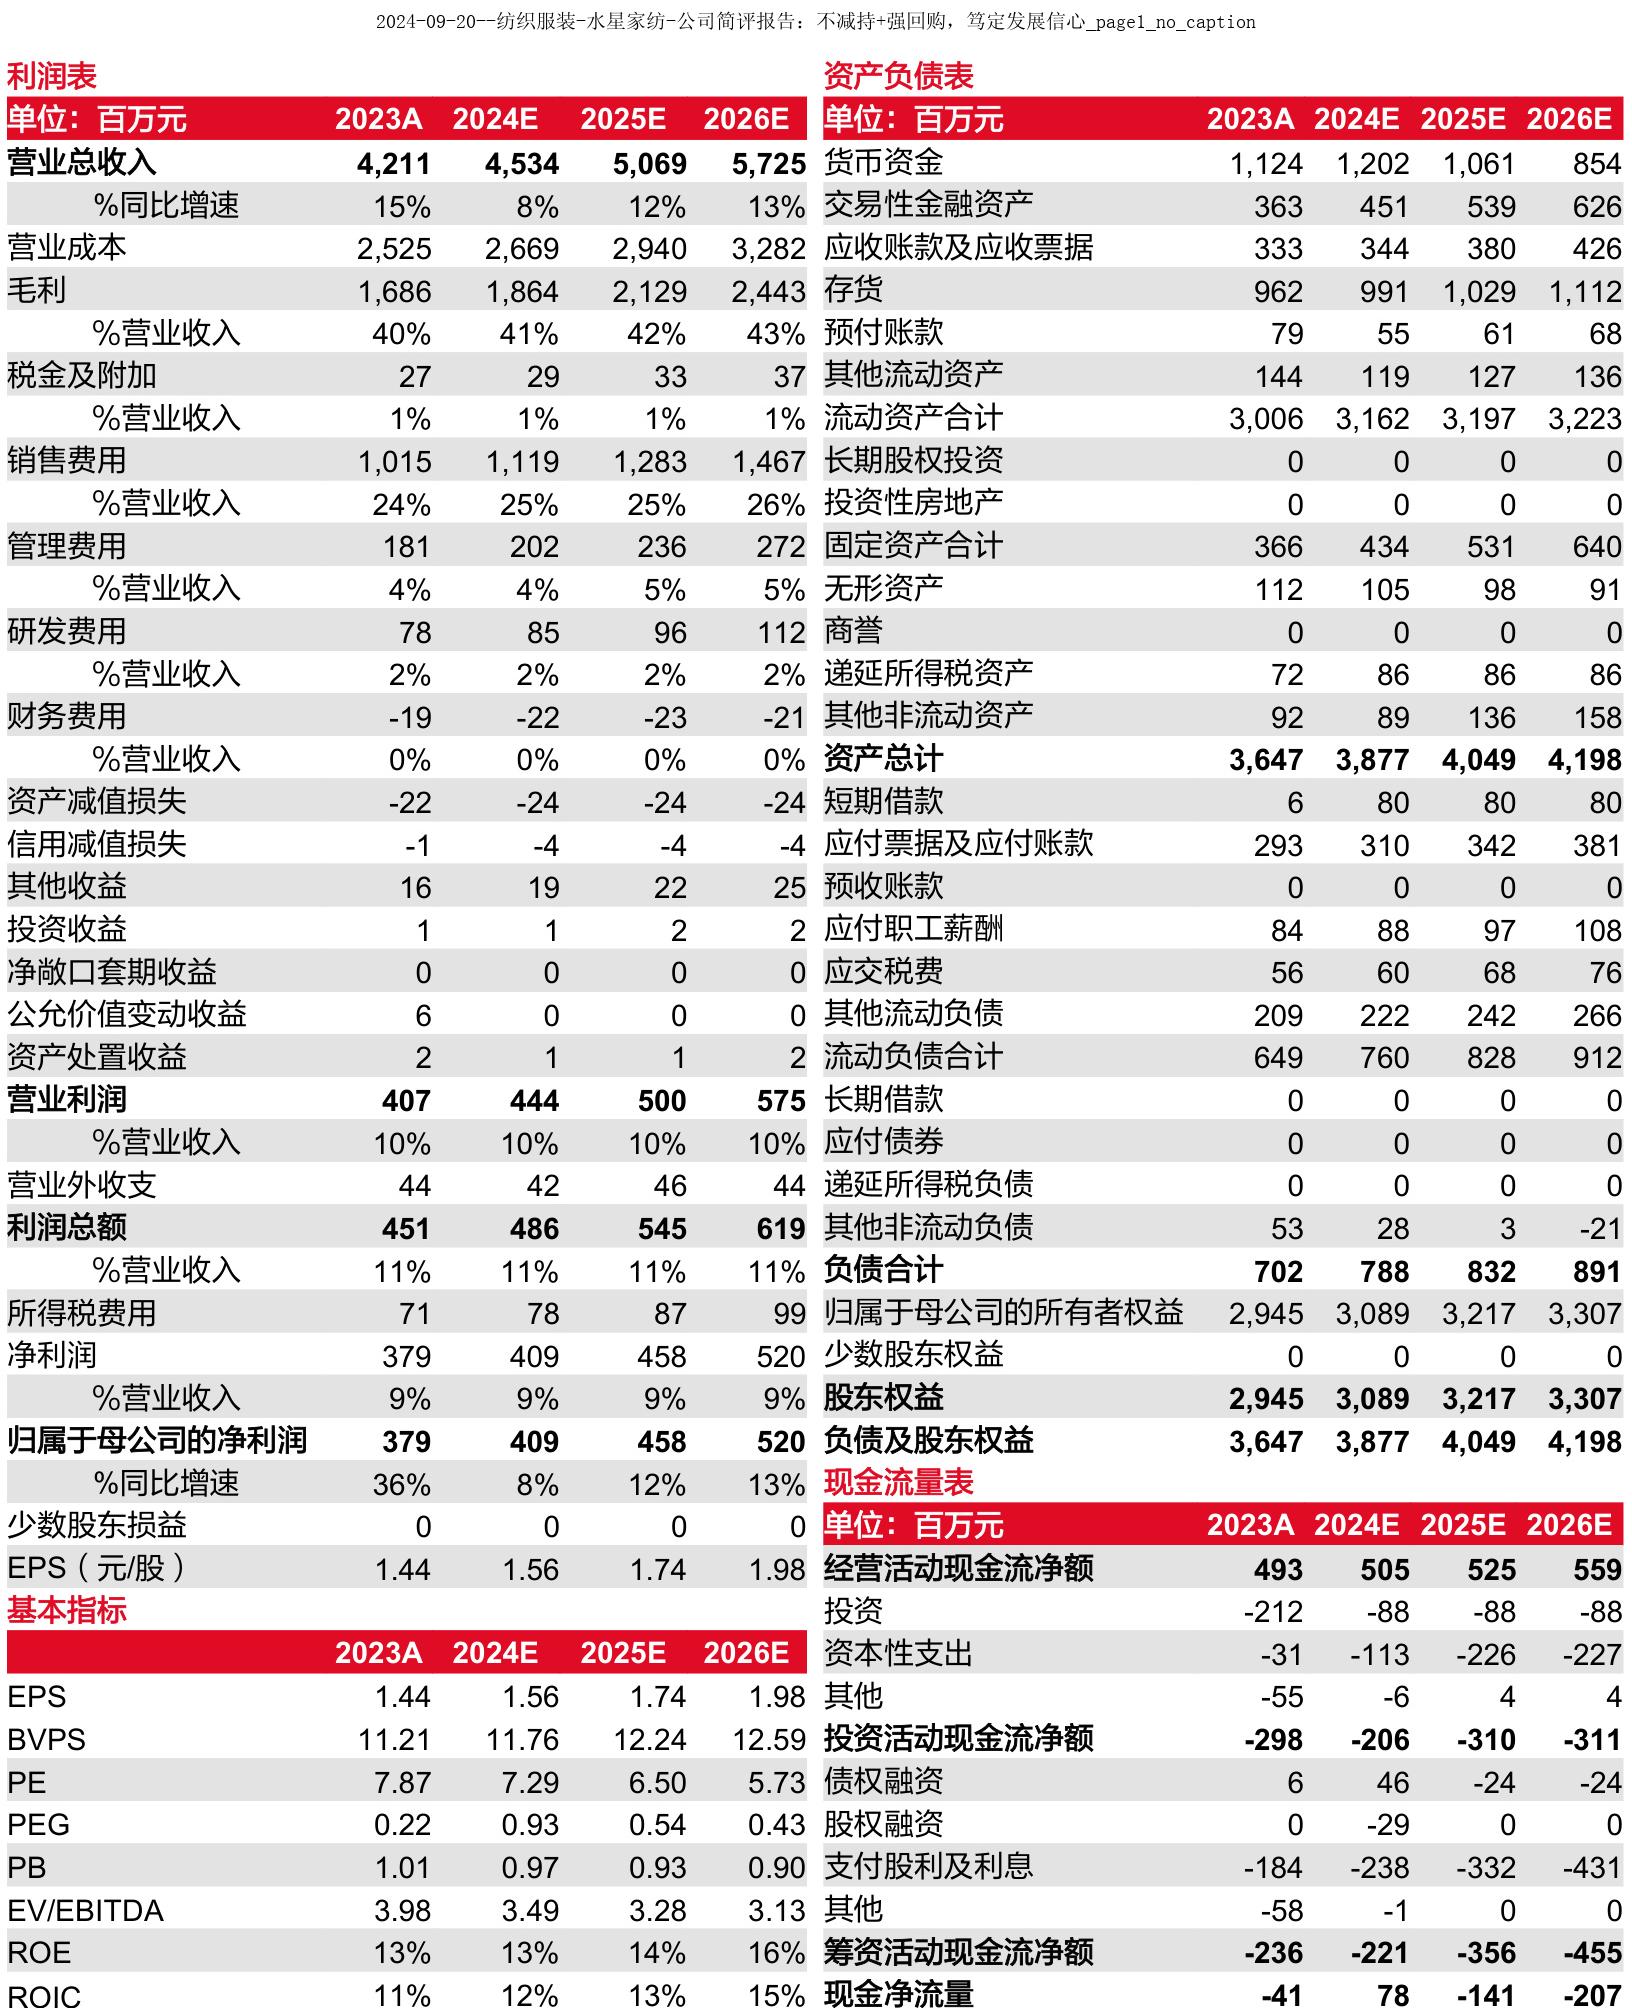 2024-09-20--纺织服装-水星家纺-公司简评报告：不减持+强回购，笃定发展信心_page1_no_caption
利润表
单位：百万元 2023A 2024E 2025E 2026E
营业总收入 4,211 4,534 5,069 5,725
%同比增速 15% 8% 12% 13%
营业成本 2,525 2,669 2,940 3,282
毛利 1,686 1,864 2,129 2,443
%营业收入 40% 41% 42% 43%
税金及附加 27 29 33 37
%营业收入 1% 1% 1% 1%
销售费用 1,015 1,119 1,283 1,467
%营业收入 24% 25% 25% 26%
管理费用 181 202 236 272
%营业收入 4% 4% 5% 5%
研发费用 78 85 96 112
%营业收入 2% 2% 2% 2%
财务费用 -19 -22 -23 -21
%营业收入 0% 0% 0% 0%
资产减值损失 -22 -24 -24 -24
信用减值损失 -1 -4 -4 -4
其他收益 16 19 22 25
投资收益 1 1 2 2
净敞口套期收益 0 0 0 0
公允价值变动收益 6 0 0 0
资产处置收益 2 1 1 2
营业利润 407 444 500 575
%营业收入 10% 10% 10% 10%
营业外收支 44 42 46 44
利润总额 451 486 545 619
%营业收入 11% 11% 11% 11%
所得税费用 71 78 87 99
净利润 379 409 458 520
%营业收入 9% 9% 9% 9%
归属于母公司的净利润 379 409 458 520
%同比增速 36% 8% 12% 13%
少数股东损益 0 0 0 0
EPS（元/股） 1.44 1.56 1.74 1.98
基本指标
2023A 2024E 2025E 2026E
EPS 1.44 1.56 1.74 1.98
BVPS 11.21 11.76 12.24 12.59
PE 7.87 7.29 6.50 5.73
PEG 0.22 0.93 0.54 0.43
PB 1.01 0.97 0.93 0.90
EV/EBITDA 3.98 3.49 3.28 3.13
ROE 13% 13% 14% 16%
ROIC 11% 12% 13% 15%
资产负债表
单位：百万元 2023A 2024E 2025E 2026E
货币资金 1,124 1,202 1,061 854
交易性金融资产 363 451 539 626
应收账款及应收票据 333 344 380 426
存货 962 991 1,029 1,112
预付账款 79 55 61 68
其他流动资产 144 119 127 136
流动资产合计 3,006 3,162 3,197 3,223
长期股权投资 0 0 0 0
投资性房地产 0 0 0 0
固定资产合计 366 434 531 640
无形资产 112 105 98 91
商誉 0 0 0 0
递延所得税资产 72 86 86 86
其他非流动资产 92 89 136 158
资产总计 3,647 3,877 4,049 4,198
短期借款 6 80 80 80
应付票据及应付账款 293 310 342 381
预收账款 0 0 0 0
应付职工薪酬 84 88 97 108
应交税费 56 60 68 76
其他流动负债 209 222 242 266
流动负债合计 649 760 828 912
长期借款 0 0 0 0
应付债券 0 0 0 0
递延所得税负债 0 0 0 0
其他非流动负债 53 28 3 -21
负债合计 702 788 832 891
归属于母公司的所有者权益 2,945 3,089 3,217 3,307
少数股东权益 0 0 0 0
股东权益 2,945 3,089 3,217 3,307
负债及股东权益 3,647 3,877 4,049 4,198
现金流量表
单位：百万元 2023A 2024E 2025E 2026E
经营活动现金流净额 493 505 525 559
投资 -212 -88 -88 -88
资本性支出 -31 -113 -226 -227
其他 -55 -6 4 4
投资活动现金流净额 -298 -206 -310 -311
债权融资 6 46 -24 -24
股权融资 0 -29 0 0
支付股利及利息 -184 -238 -332 -431
其他 -58 -1 0 0
筹资活动现金流净额 -236 -221 -356 -455
现金净流量 -41 78 -141 -207